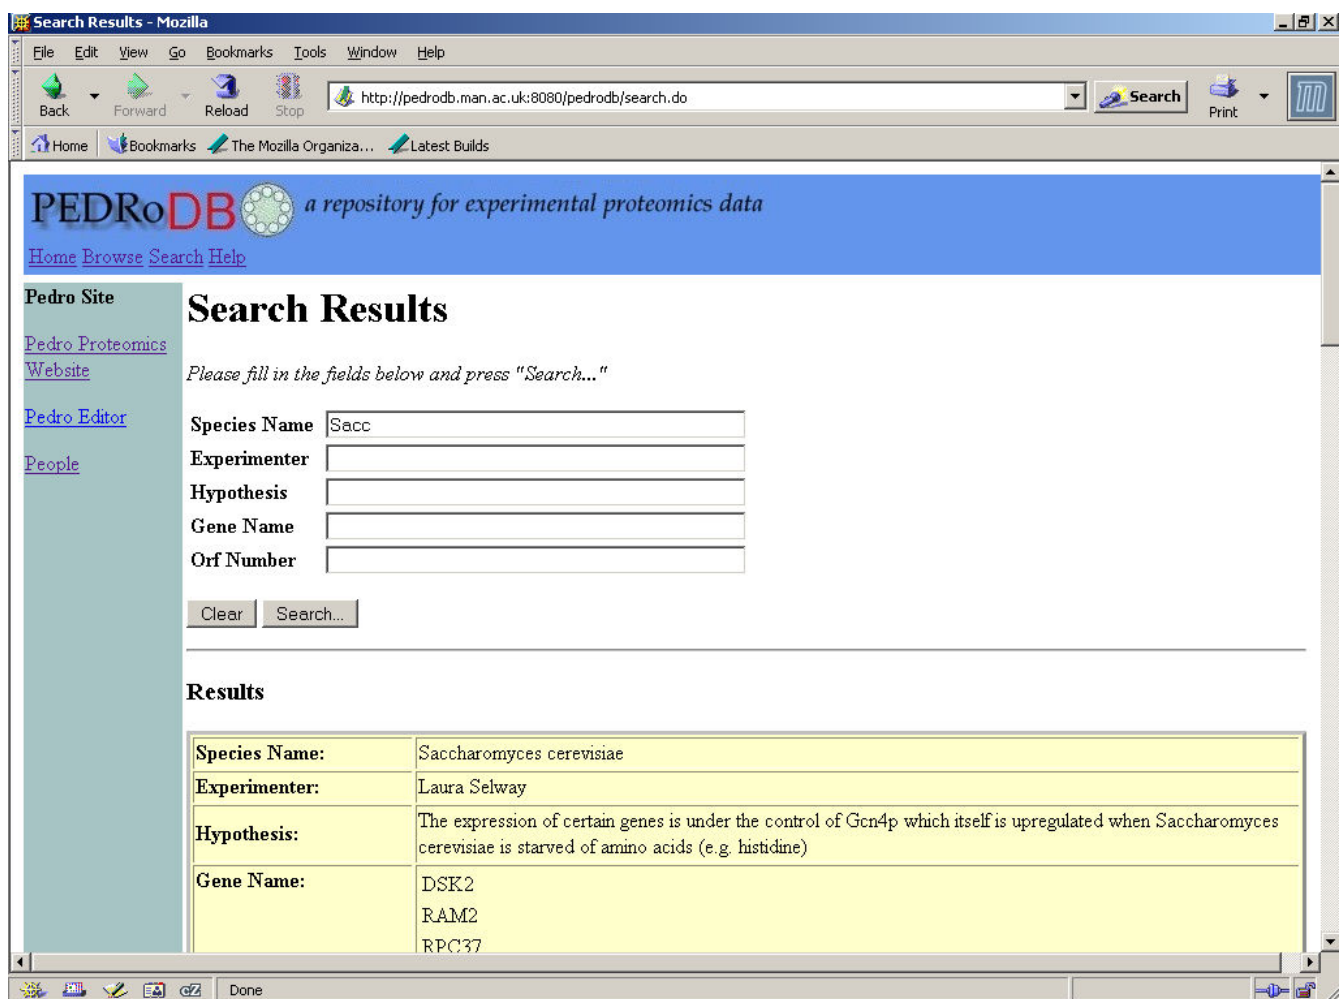 Search Results - Mozilla
File Edit View Go Bookmarks Tools Window Help
Back Forward Reload Stop http://pedrodb.man.ac.uk:8080/pedrodb/search.do Search Print
Home Bookmarks The Mozilla Organiza... Latest Builds
PEDRoDB a repository for experimental proteomics data
Home Browse Search Help
Pedro Site
Pedro Proteomics
Website
Pedro Editor
People
Search Results
Please fill in the fields below and press "Search..."
Species Name Sacc
Experimenter
Hypothesis
Gene Name
Orf Number
Clear Search...
Results
Species Name: Saccharomyces cerevisiae
Experimenter: Laura Selway
Hypothesis: The expression of certain genes is under the control of Gcn4p which itself is upregulated when Saccharomyces
cerevisiae is starved of amino acids (e.g. histidine)
Gene Name: DSK2
RAM2
RPC37
Done